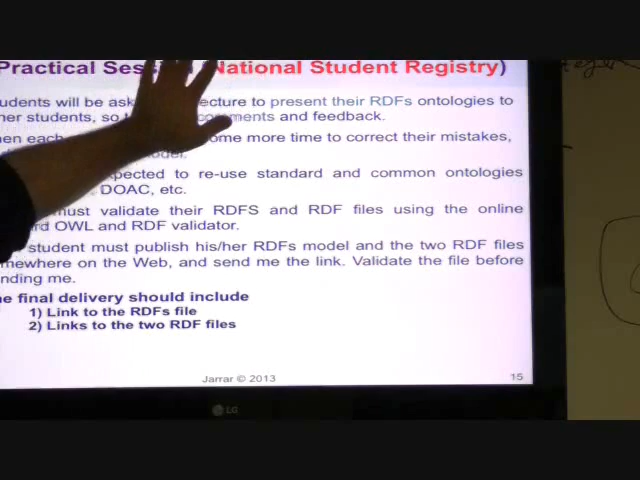 Practical Session National Student Registry)
udents will be ask ecture to present their RDFs ontologies to
her students, so comments and feedback.
hen each ome more time to correct their mistakes,
model.
xpected to re-use standard and common ontologies
DOAC, etc.
must validate their RDFS and RDF files using the online
rd OWL and RDF validator.
student must publish his/her RDFs model and the two RDF files
mewhere on the Web, and send me the link. Validate the file before
nding me.
he final delivery should include
1) Link to the RDFs file
2) Links to the two RDF files
Jarrar © 2013
15
LG